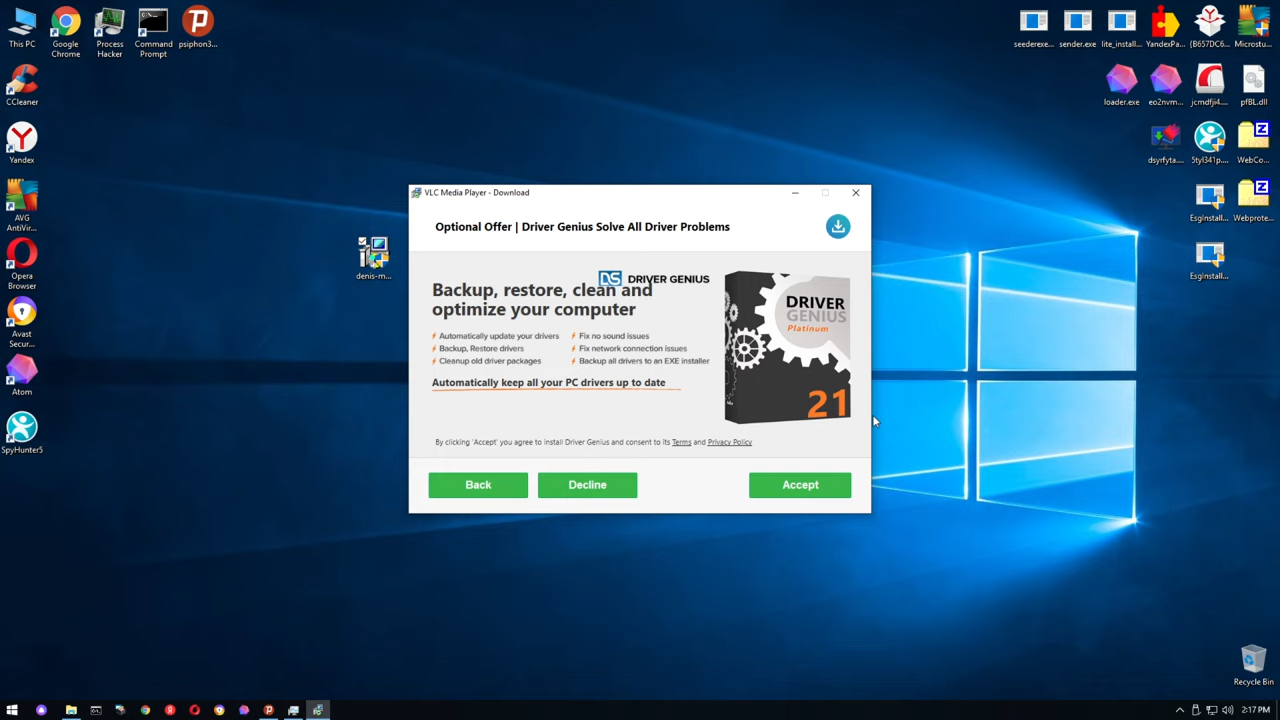 This PC
Google
Chrome
Process
Hacker
Command
Prompt
psiphon3...
CCleaner
Yandex
AVG
AntiVir...
Opera
Browser
Avast
Secur...
Atom
SpyHunter5
denis-m...
seederexe...
sender.exe
lite_install...
YandexPa...
{B657DC6...
Microstu...
loader.exe
eo2nvm...
jcmdfji4....
pfBL.dll
dsyrfyta....
5tyl341p....
WebCo...
EsgInstall...
Webprote...
EsgInstall...
VLC Media Player - Download
Optional Offer | Driver Genius Solve All Driver Problems
DRIVER GENIUS
Backup, restore, clean and
optimize your computer
Automatically update your drivers
Fix no sound issues
Backup, Restore drivers
Fix network connection issues
Cleanup old driver packages
Backup all drivers to an EXE installer
Automatically keep all your PC drivers up to date
DRIVER
GENIUS
Platinum
21
By clicking 'Accept' you agree to install Driver Genius and consent to its Terms and Privacy Policy
Back
Decline
Accept
Recycle Bin
2:17 PM